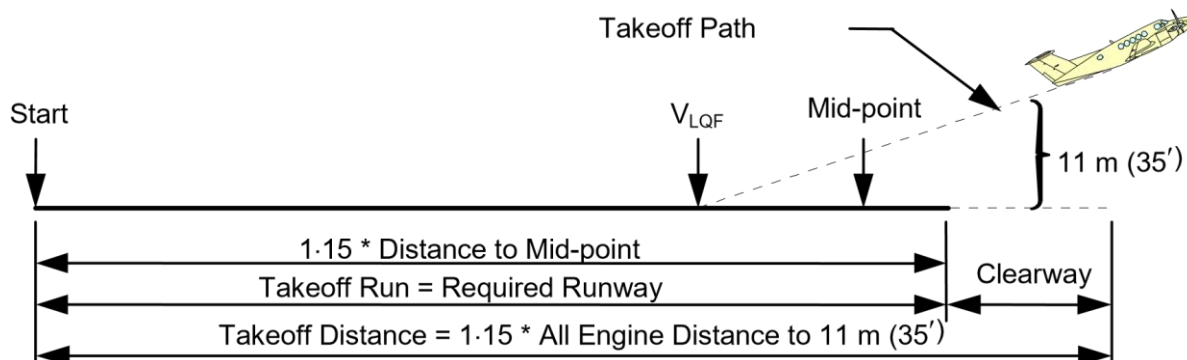 Takeoff Path
Start
V_LQF
Mid-point
11 m (35′)
1·15 * Distance to Mid-point
Clearway
Takeoff Run = Required Runway
Takeoff Distance = 1·15 * All Engine Distance to 11 m (35′)